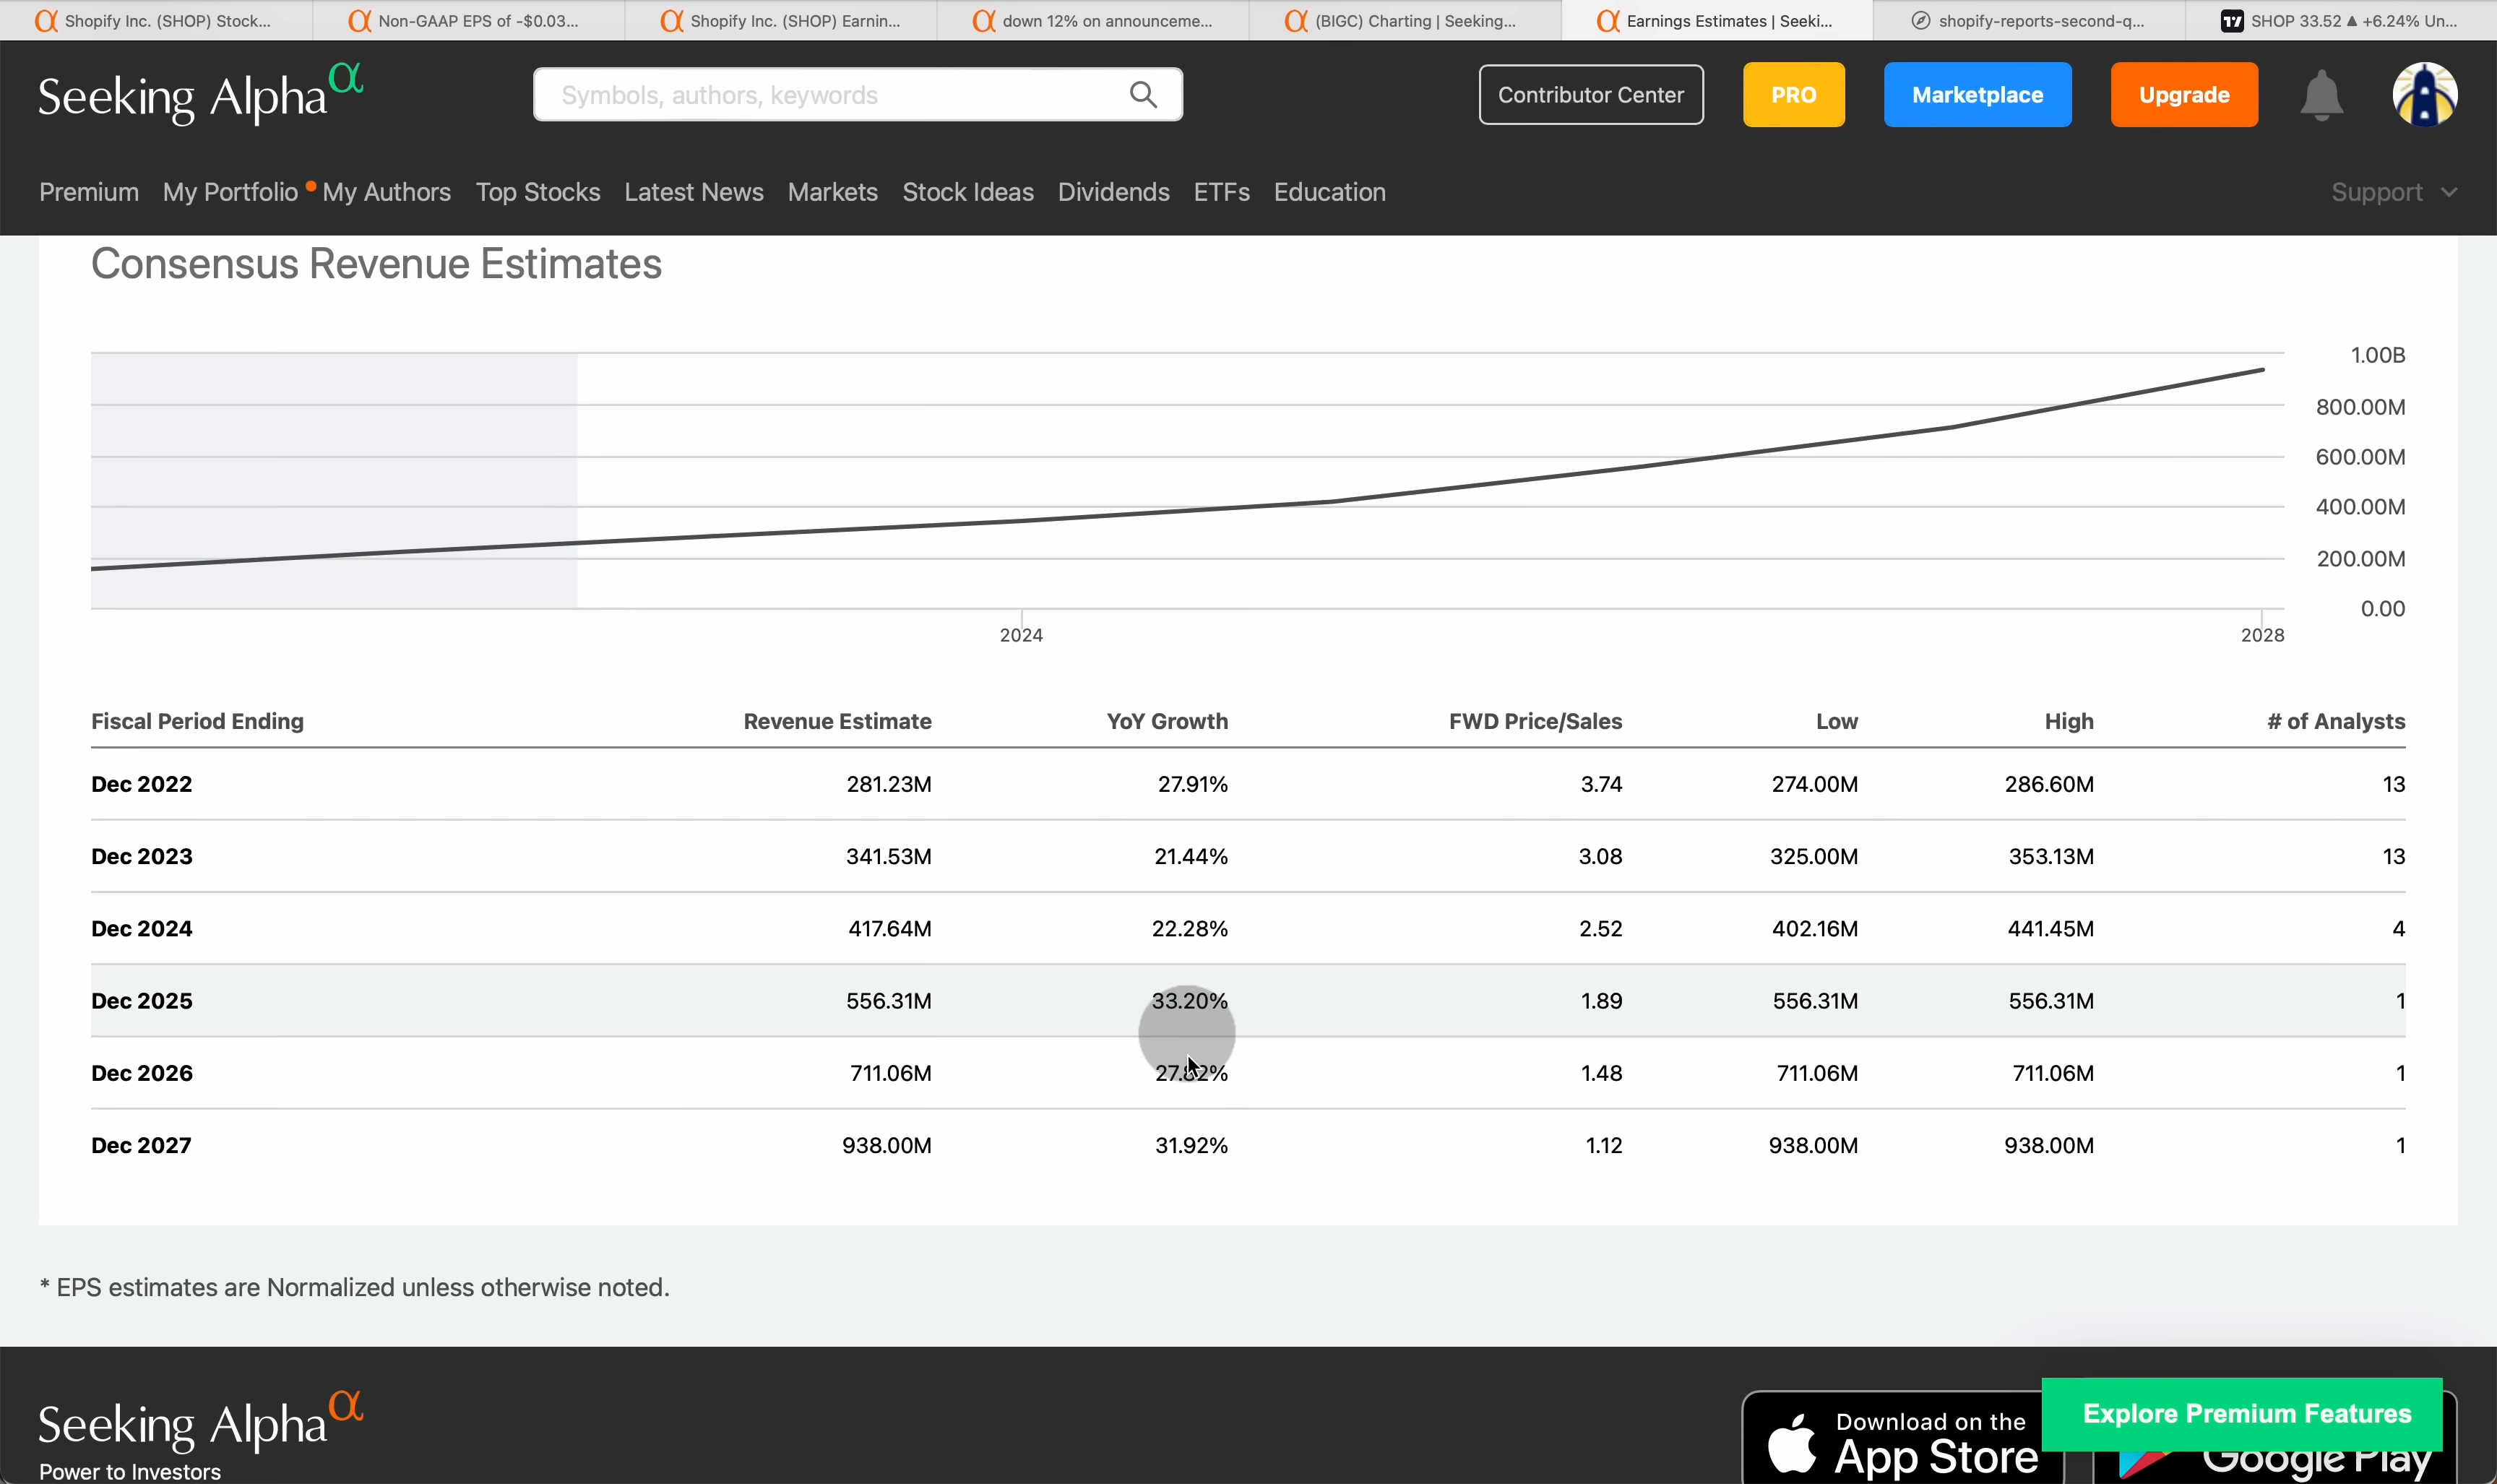 Shopify Inc. (SHOP) Stock... Non-GAAP EPS of -$0.03... Shopify Inc. (SHOP) Earnin... down 12% on announceme... (BIGC) Charting | Seeking... Earnings Estimates | Seeki... shopify-reports-second-q... SHOP 33.52 ▲ +6.24% Un...
Seeking Alpha α Symbols, authors, keywords Contributor Center PRO Marketplace Upgrade
Premium My Portfolio My Authors Top Stocks Latest News Markets Stock Ideas Dividends ETFs Education Support
Consensus Revenue Estimates
1.00B
800.00M
600.00M
400.00M
200.00M
0.00
2024 2028
Fiscal Period Ending Revenue Estimate YoY Growth FWD Price/Sales Low High # of Analysts
Dec 2022 281.23M 27.91% 3.74 274.00M 286.60M 13
Dec 2023 341.53M 21.44% 3.08 325.00M 353.13M 13
Dec 2024 417.64M 22.28% 2.52 402.16M 441.45M 4
Dec 2025 556.31M 33.20% 1.89 556.31M 556.31M 1
Dec 2026 711.06M 27.82% 1.48 711.06M 711.06M 1
Dec 2027 938.00M 31.92% 1.12 938.00M 938.00M 1
* EPS estimates are Normalized unless otherwise noted.
Seeking Alpha α
Power to Investors
Download on the
App Store
Explore Premium Features
Google Play